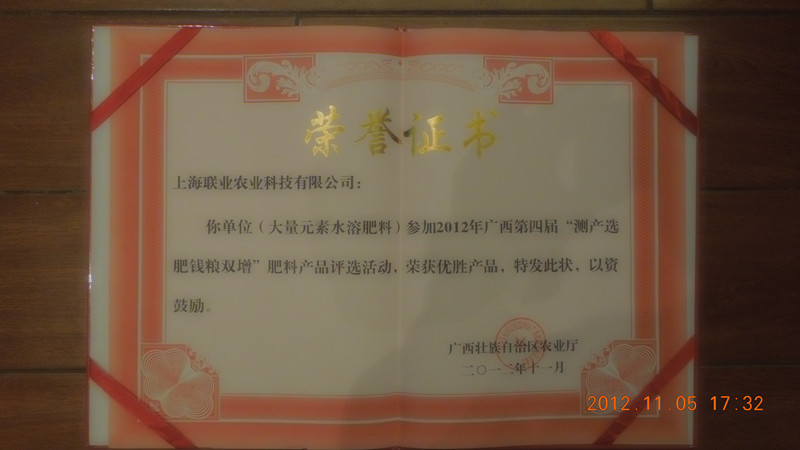 荣誉证书
上海联业农业科技有限公司：
你单位（大量元素水溶肥料）参加2012年广西第四届“测产选
肥钱粮双增”肥料产品评选活动，荣获优胜产品，特发此状，以资
鼓励。
广西壮族自治区农业厅
二〇一二年十一月
2012.11.05 17:32